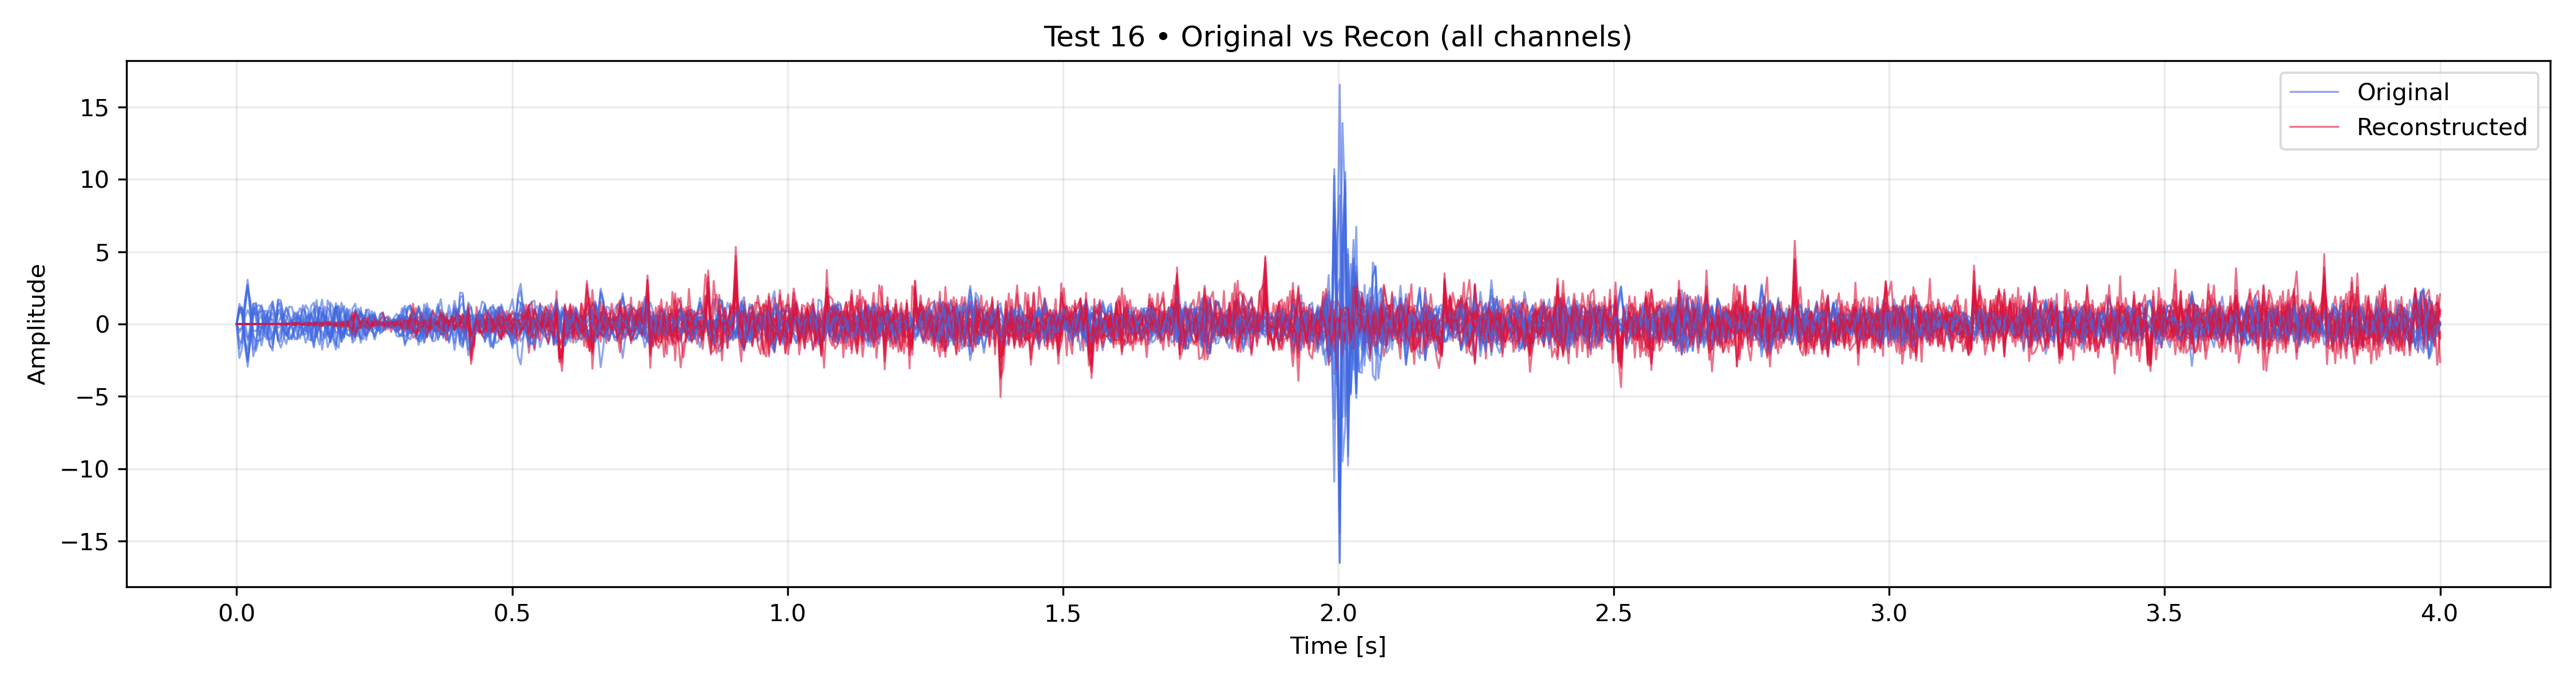 Test 16 • Original vs Recon (all channels)
Original
Reconstructed
Amplitude
15
10
5
0
−5
−10
−15
0.0 0.5 1.0 1.5 2.0 2.5 3.0 3.5 4.0
Time [s]